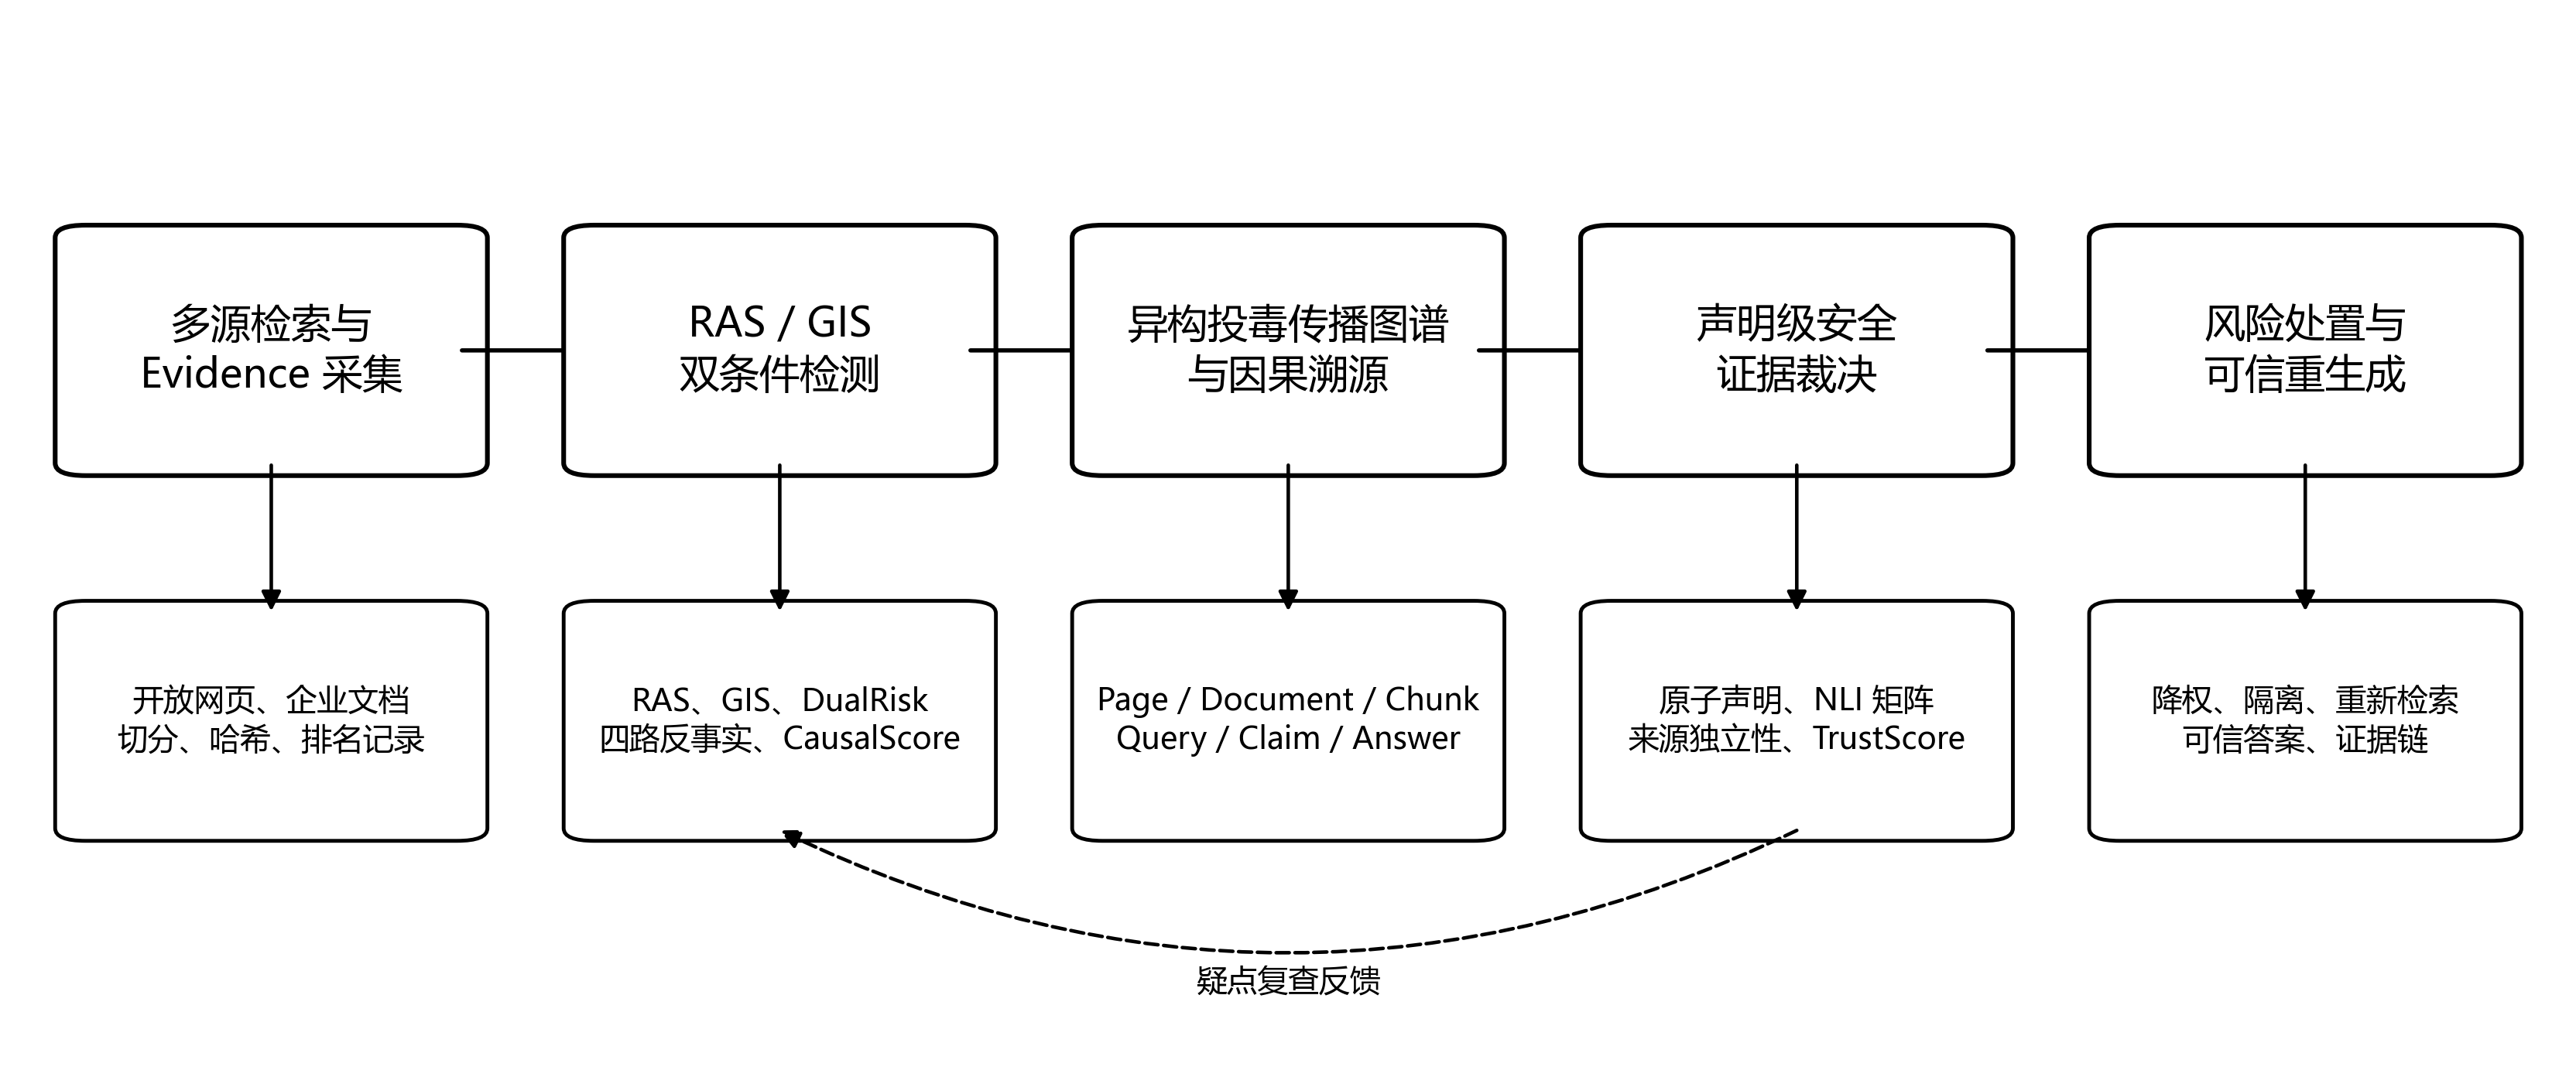 多源检索与
Evidence 采集
RAS / GIS
双条件检测
异构投毒传播图谱
与因果溯源
声明级安全
证据裁决
风险处置与
可信重生成
开放网页、企业文档
切分、哈希、排名记录
RAS、GIS、DualRisk
四路反事实、CausalScore
Page / Document / Chunk
Query / Claim / Answer
原子声明、NLI 矩阵
来源独立性、TrustScore
降权、隔离、重新检索
可信答案、证据链
疑点复查反馈